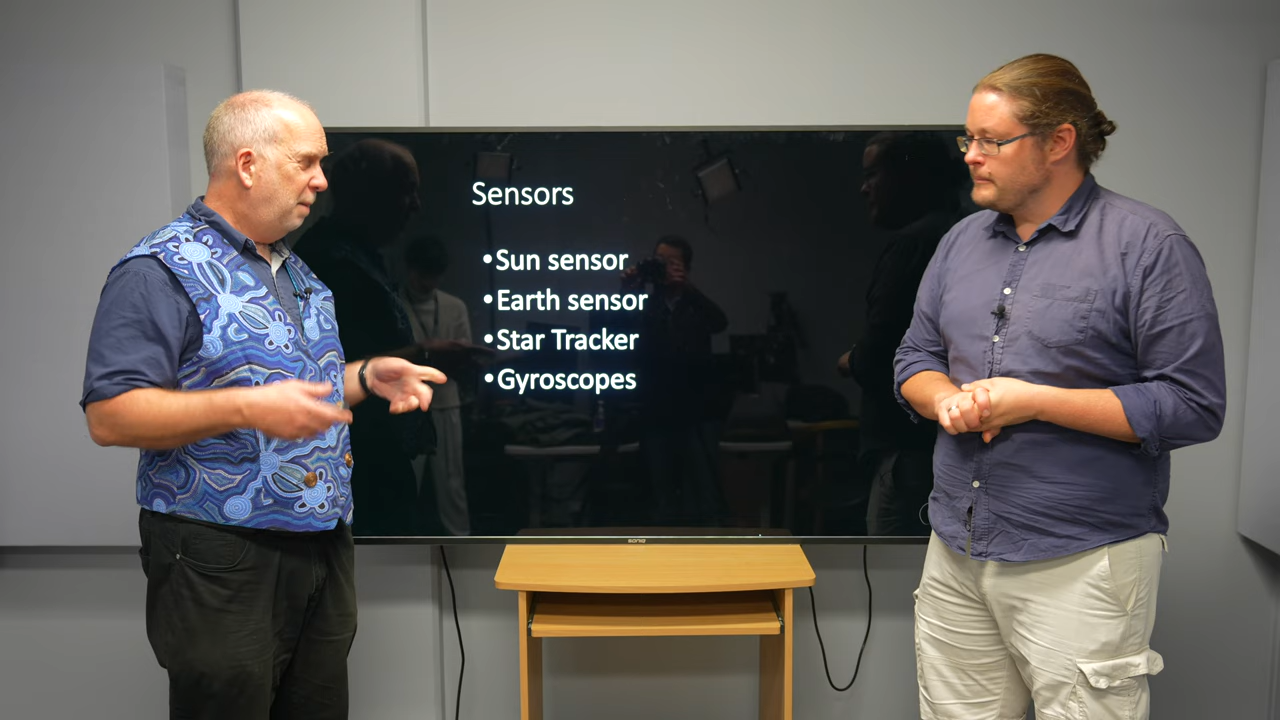 Sensors
•Sun sensor
•Earth sensor
•Star Tracker
•Gyroscopes